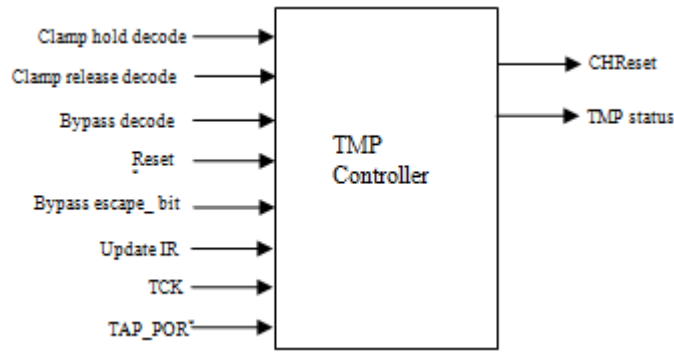 Clamp hold decode
Clamp release decode
Bypass decode
Reset
Bypass escape_ bit
Update IR
TCK
TAP_POR*
TMP
Controller
CHReset
TMP status